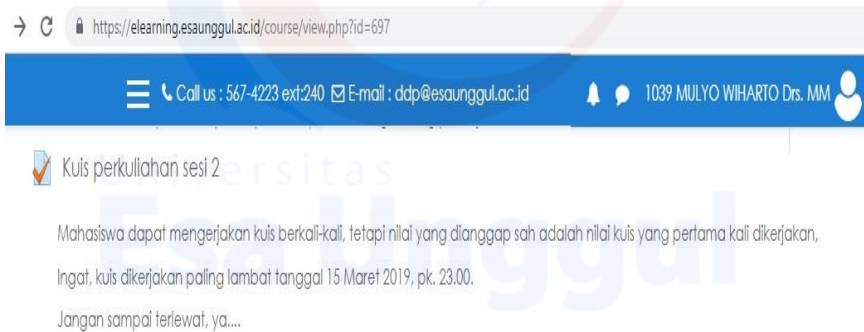 https://elearning.esaunggul.ac.id/course/view.php?id=697
Call us : 567-4223 ext:240 E-mail : ddp@esaunggul.ac.id 1039 MULYO WIHARTO Drs. MM
Kuis perkuliahan sesi 2
Universitas
Esa Unggul
Mahasiswa dapat mengerjakan kuis berkali-kali, tetapi nilai yang dianggap sah adalah nilai kuis yang pertama kali dikerjakan,
Ingat, kuis dikerjakan paling lambat tanggal 15 Maret 2019, pk. 23.00.
Jangan sampai terlewat, ya....